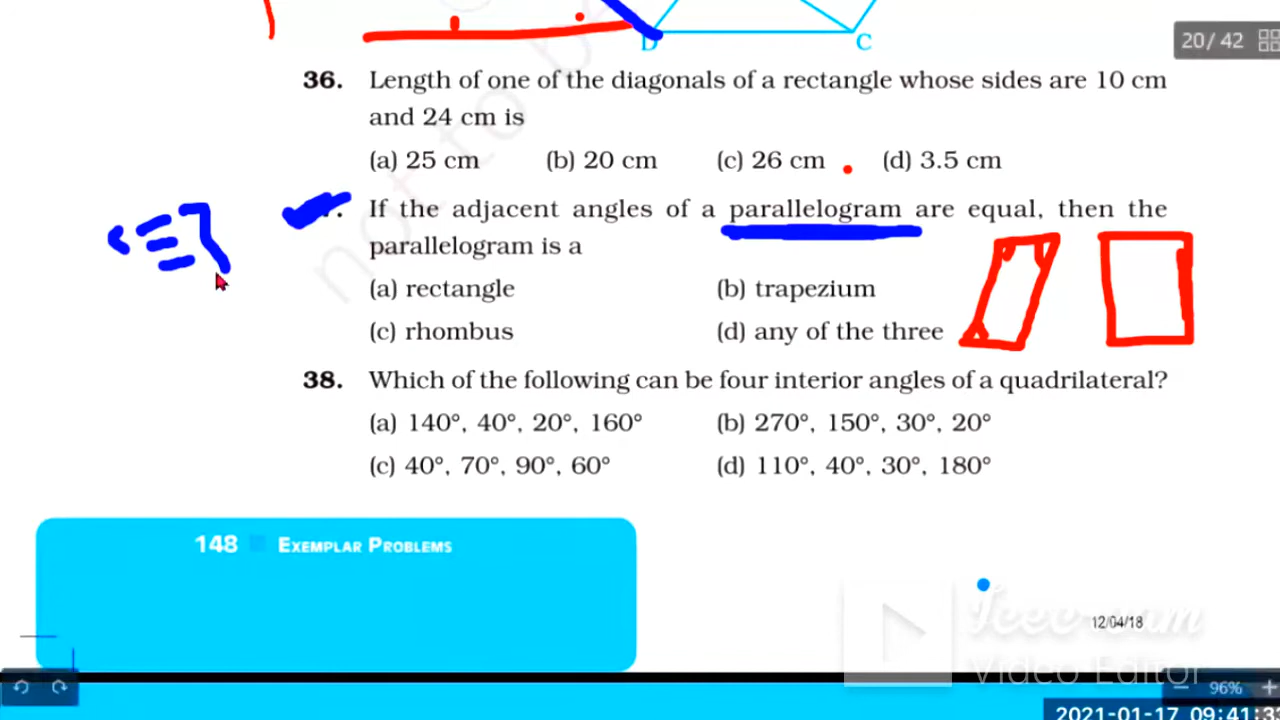 D
C
20 / 42
36. Length of one of the diagonals of a rectangle whose sides are 10 cm
and 24 cm is
(a) 25 cm (b) 20 cm (c) 26 cm (d) 3.5 cm
If the adjacent angles of a parallelogram are equal, then the
parallelogram is a
(a) rectangle (b) trapezium
(c) rhombus (d) any of the three
38. Which of the following can be four interior angles of a quadrilateral?
(a) 140°, 40°, 20°, 160° (b) 270°, 150°, 30°, 20°
(c) 40°, 70°, 90°, 60° (d) 110°, 40°, 30°, 180°
148 EXEMPLAR PROBLEMS
not to be
12/04/18
Icecream
Video Editor
96%
2021-01-17 09:41:3